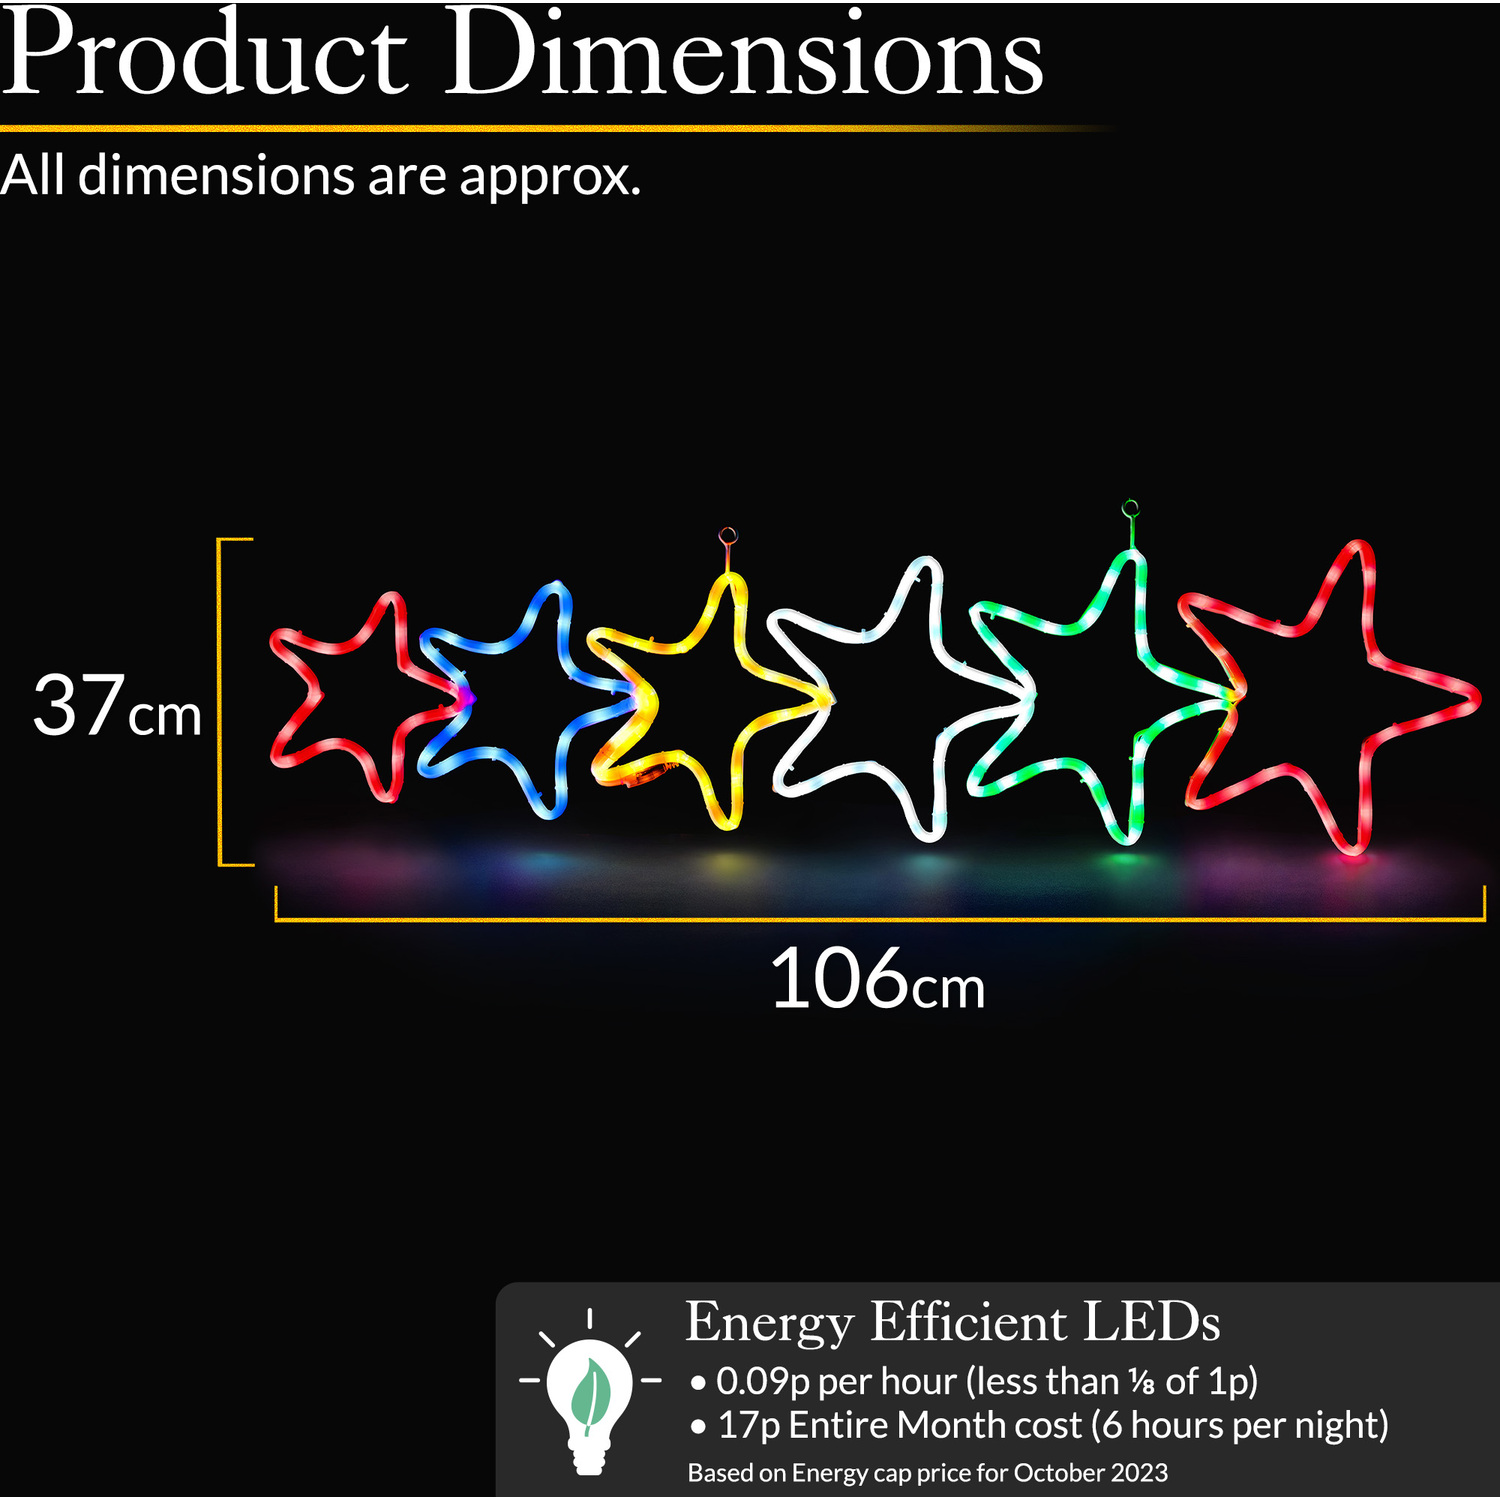 Product Dimensions
All dimensions are approx.
37cm
106cm
Energy Efficient LEDs
• 0.09p per hour (less than ⅛ of 1p)
• 17p Entire Month cost (6 hours per night)
Based on Energy cap price for October 2023